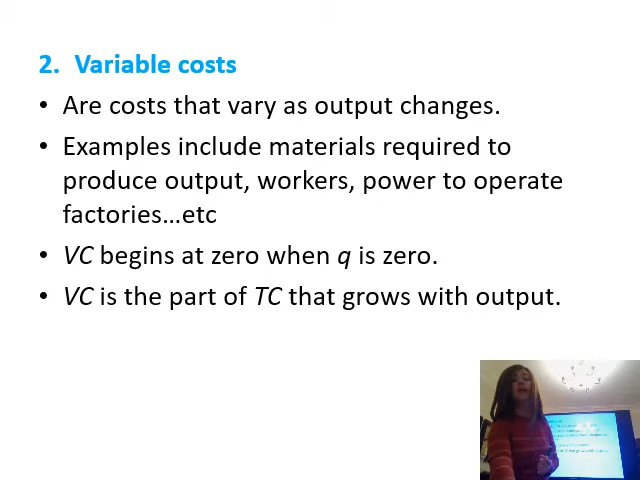 2. Variable costs
• Are costs that vary as output changes.
• Examples include materials required to
produce output, workers, power to operate
factories…etc
• VC begins at zero when q is zero.
• VC is the part of TC that grows with output.